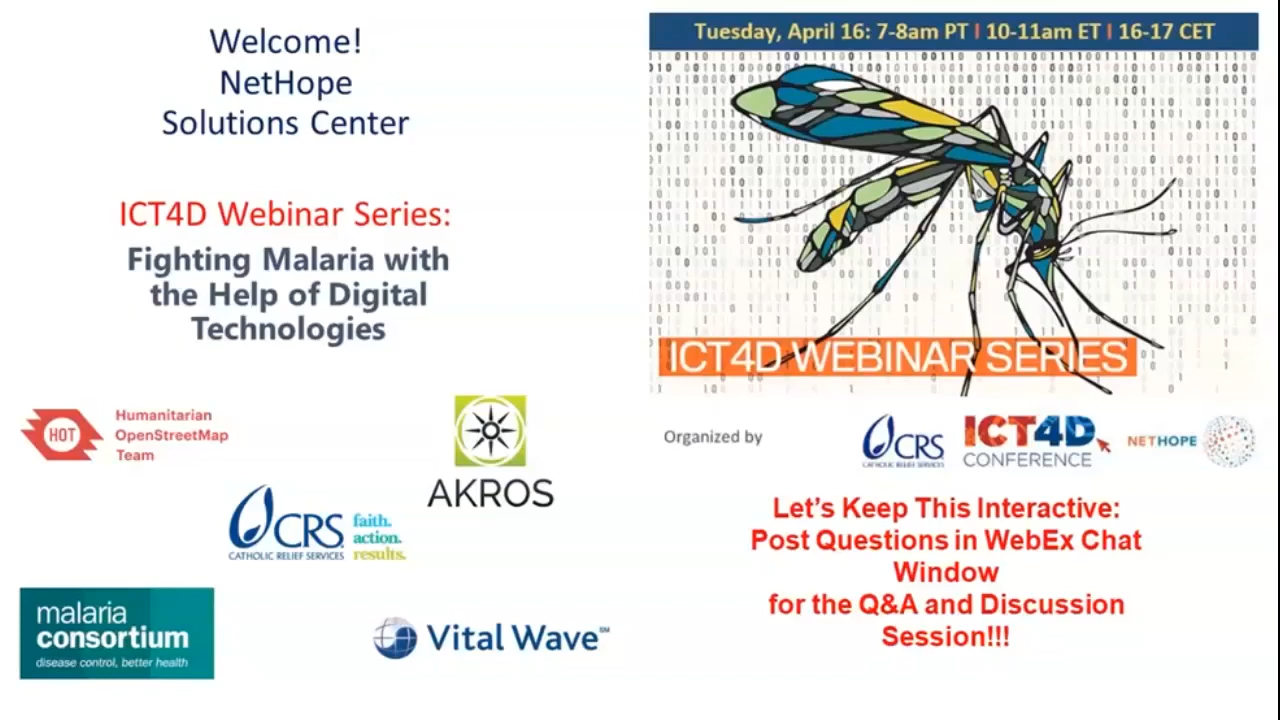 Welcome!
NetHope
Solutions Center
ICT4D Webinar Series:
Fighting Malaria with
the Help of Digital
Technologies
HOT
Humanitarian
OpenStreetMap
Team
AKROS
CRS
CATHOLIC RELIEF SERVICES
faith.
action.
results.
malaria
consortium
disease control, better health
Vital Wave℠
Tuesday, April 16: 7-8am PT I 10-11am ET I 16-17 CET
ICT4D WEBINAR SERIES
Organized by
CRS
CATHOLIC RELIEF SERVICES
ICT4D
CONFERENCE
NETHOPE
Let's Keep This Interactive:
Post Questions in WebEx Chat
Window
for the Q&A and Discussion
Session!!!